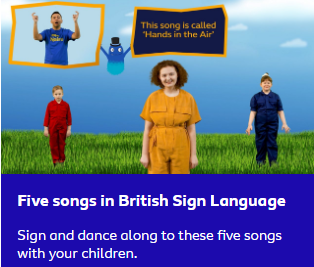 This song is called
'Hands in the Air'
Five songs in British Sign Language
Sign and dance along to these five songs
with your children.